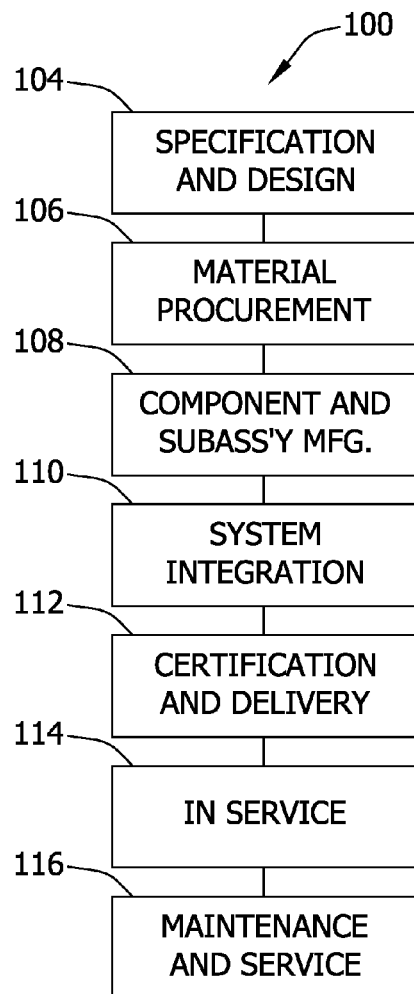 100
104
SPECIFICATION
AND DESIGN
106
MATERIAL
PROCUREMENT
108
COMPONENT AND
SUBASS'Y MFG.
110
SYSTEM
INTEGRATION
112
CERTIFICATION
AND DELIVERY
114
IN SERVICE
116
MAINTENANCE
AND SERVICE